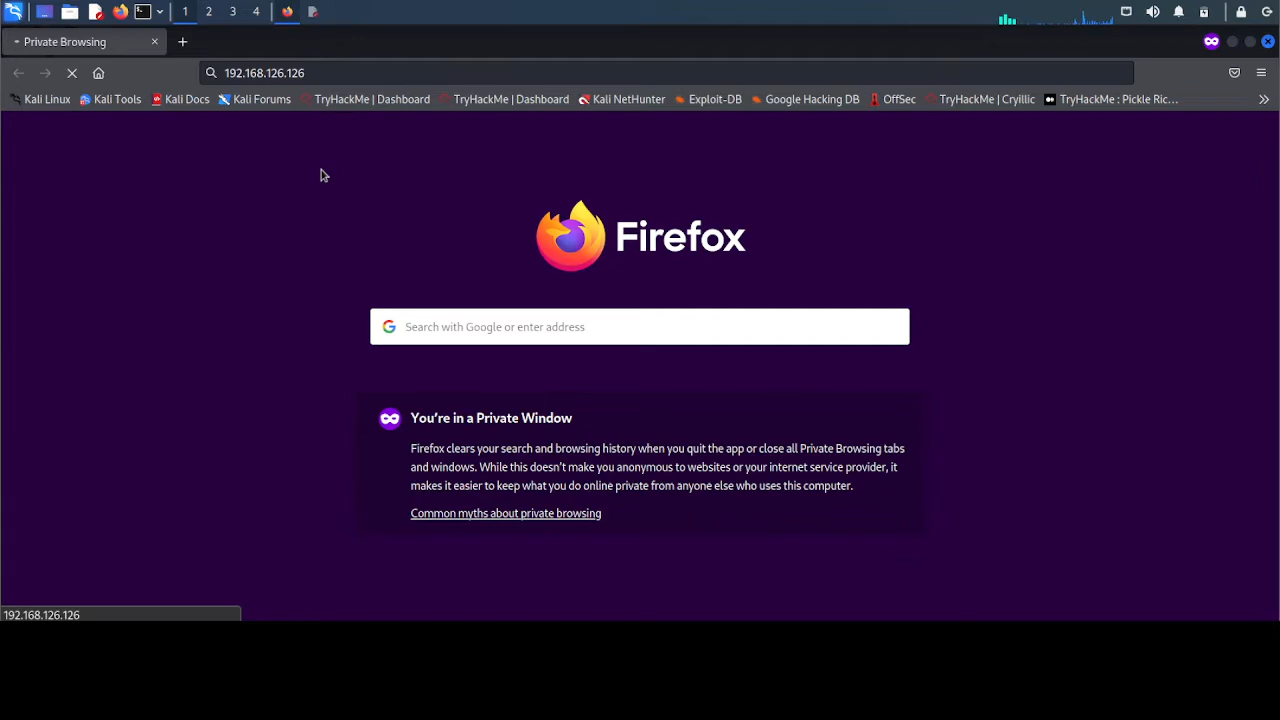 1 2 3 4
Private Browsing
192.168.126.126
Kali Linux Kali Tools Kali Docs Kali Forums TryHackMe | Dashboard TryHackMe | Dashboard Kali NetHunter Exploit-DB Google Hacking DB OffSec TryHackMe | Cryillic TryHackMe : Pickle Ric...
Firefox
Search with Google or enter address
You're in a Private Window
Firefox clears your search and browsing history when you quit the app or close all Private Browsing tabs
and windows. While this doesn't make you anonymous to websites or your internet service provider, it
makes it easier to keep what you do online private from anyone else who uses this computer.
Common myths about private browsing
192.168.126.126